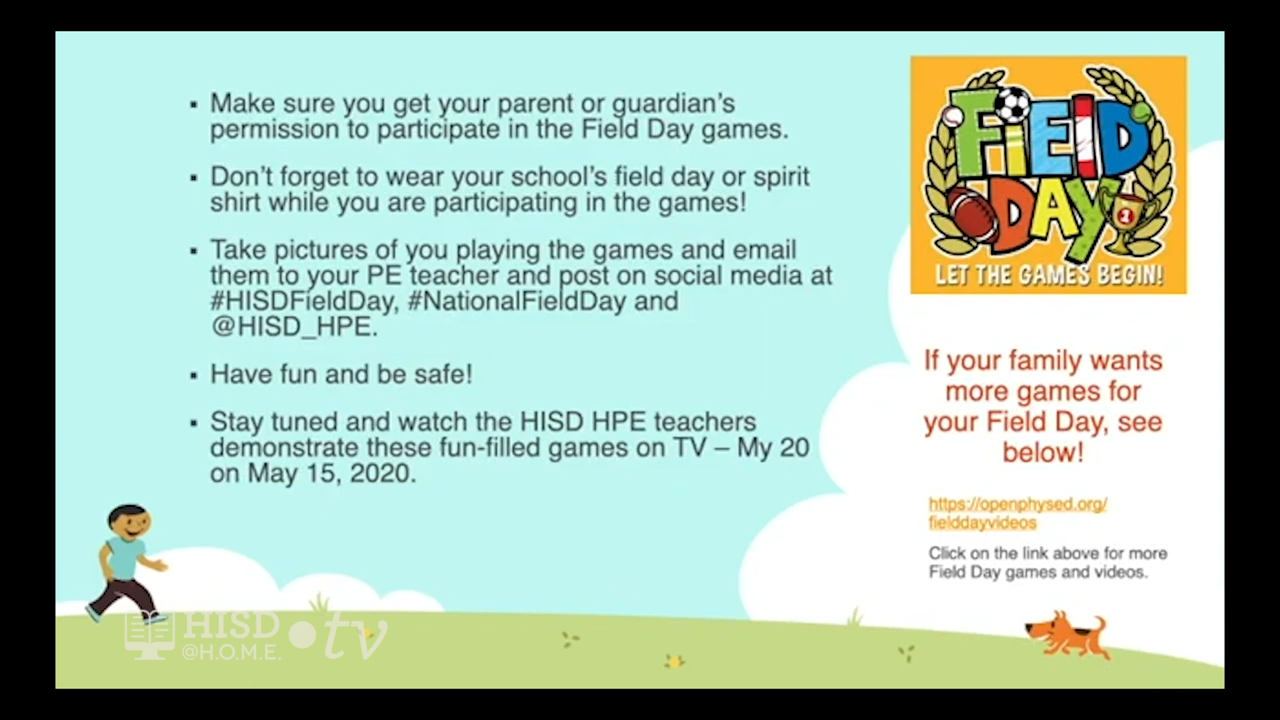 ▪ Make sure you get your parent or guardian's
permission to participate in the Field Day games.
▪ Don't forget to wear your school's field day or spirit
shirt while you are participating in the games!
▪ Take pictures of you playing the games and email
them to your PE teacher and post on social media at
#HISDFieldDay, #NationalFieldDay and
@HISD_HPE.
▪ Have fun and be safe!
▪ Stay tuned and watch the HISD HPE teachers
demonstrate these fun-filled games on TV – My 20
on May 15, 2020.
FiELD
DAY
1
LET THE GAMES BEGIN!
If your family wants
more games for
your Field Day, see
below!
https://openphysed.org/
fielddayvideos
Click on the link above for more
Field Day games and videos.
HISD
@H.O.M.E.
tv